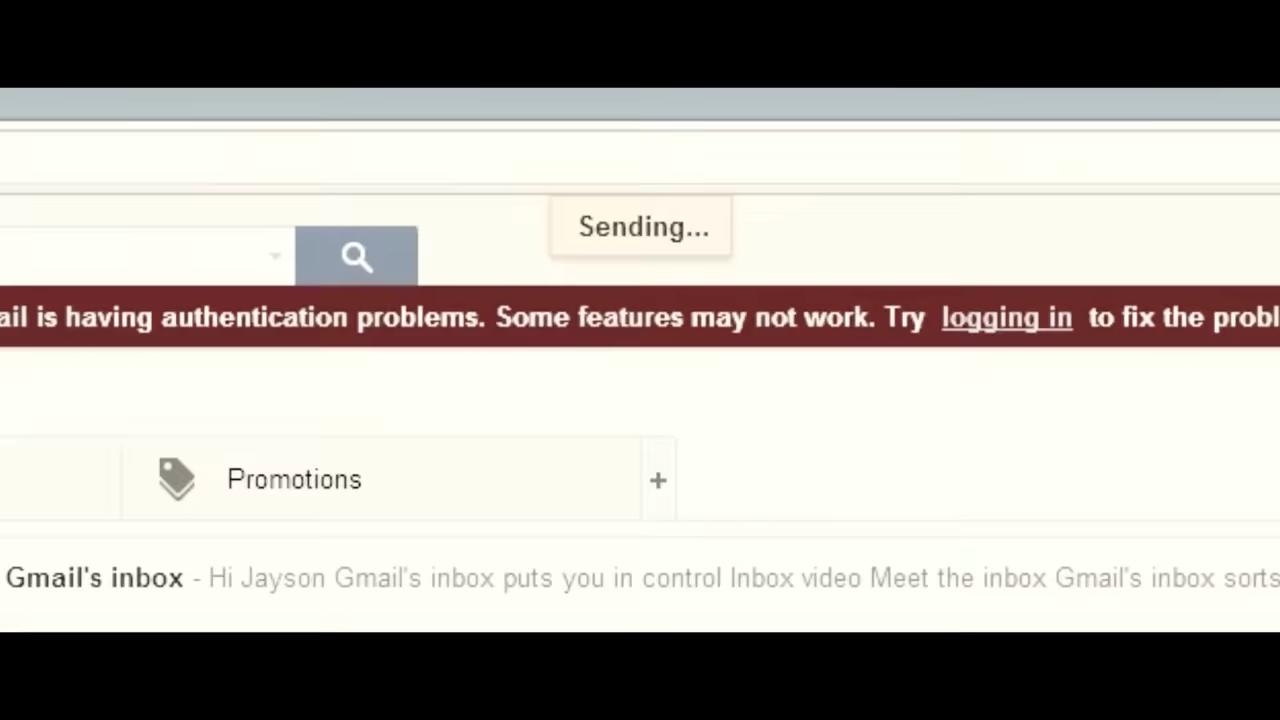 Sending...
ail is having authentication problems. Some features may not work. Try logging in to fix the probl
Promotions
+
Gmail's inbox - Hi Jayson Gmail's inbox puts you in control Inbox video Meet the inbox Gmail's inbox sorts